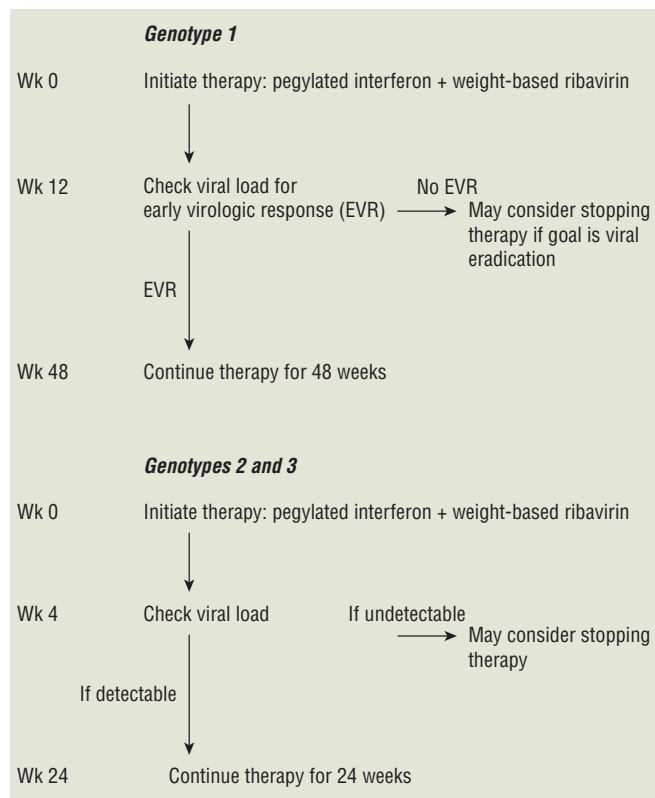 Genotype 1
Wk 0 Initiate therapy: pegylated interferon + weight-based ribavirin
Wk 12 Check viral load for
early virologic response (EVR)
No EVR
May consider stopping
therapy if goal is viral
eradication
EVR
Wk 48 Continue therapy for 48 weeks
Genotypes 2 and 3
Wk 0 Initiate therapy: pegylated interferon + weight-based ribavirin
Wk 4 Check viral load
If undetectable
May consider stopping
therapy
If detectable
Wk 24 Continue therapy for 24 weeks